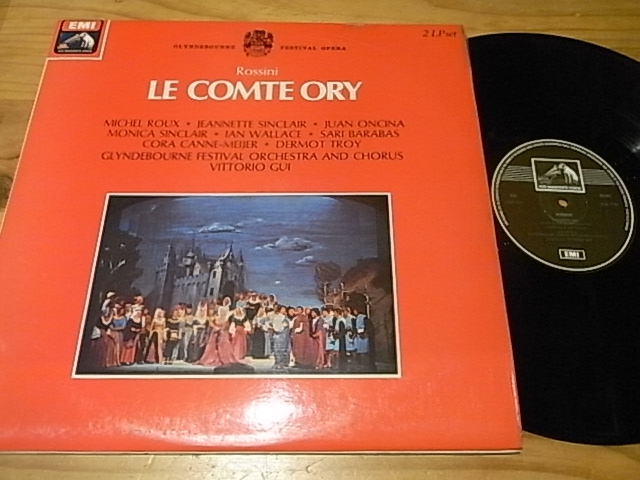 EMI
GLYNDEBOURNE FESTIVAL OPERA
2 LP set
Rossini
LE COMTE ORY
MICHEL ROUX • JEANNETTE SINCLAIR • JUAN ONCINA
MONICA SINCLAIR • IAN WALLACE • SARI BARABAS
CORA CANNE-MEIJER • DERMOT TROY
GLYNDEBOURNE FESTIVAL ORCHESTRA AND CHORUS
VITTORIO GUI
EMI